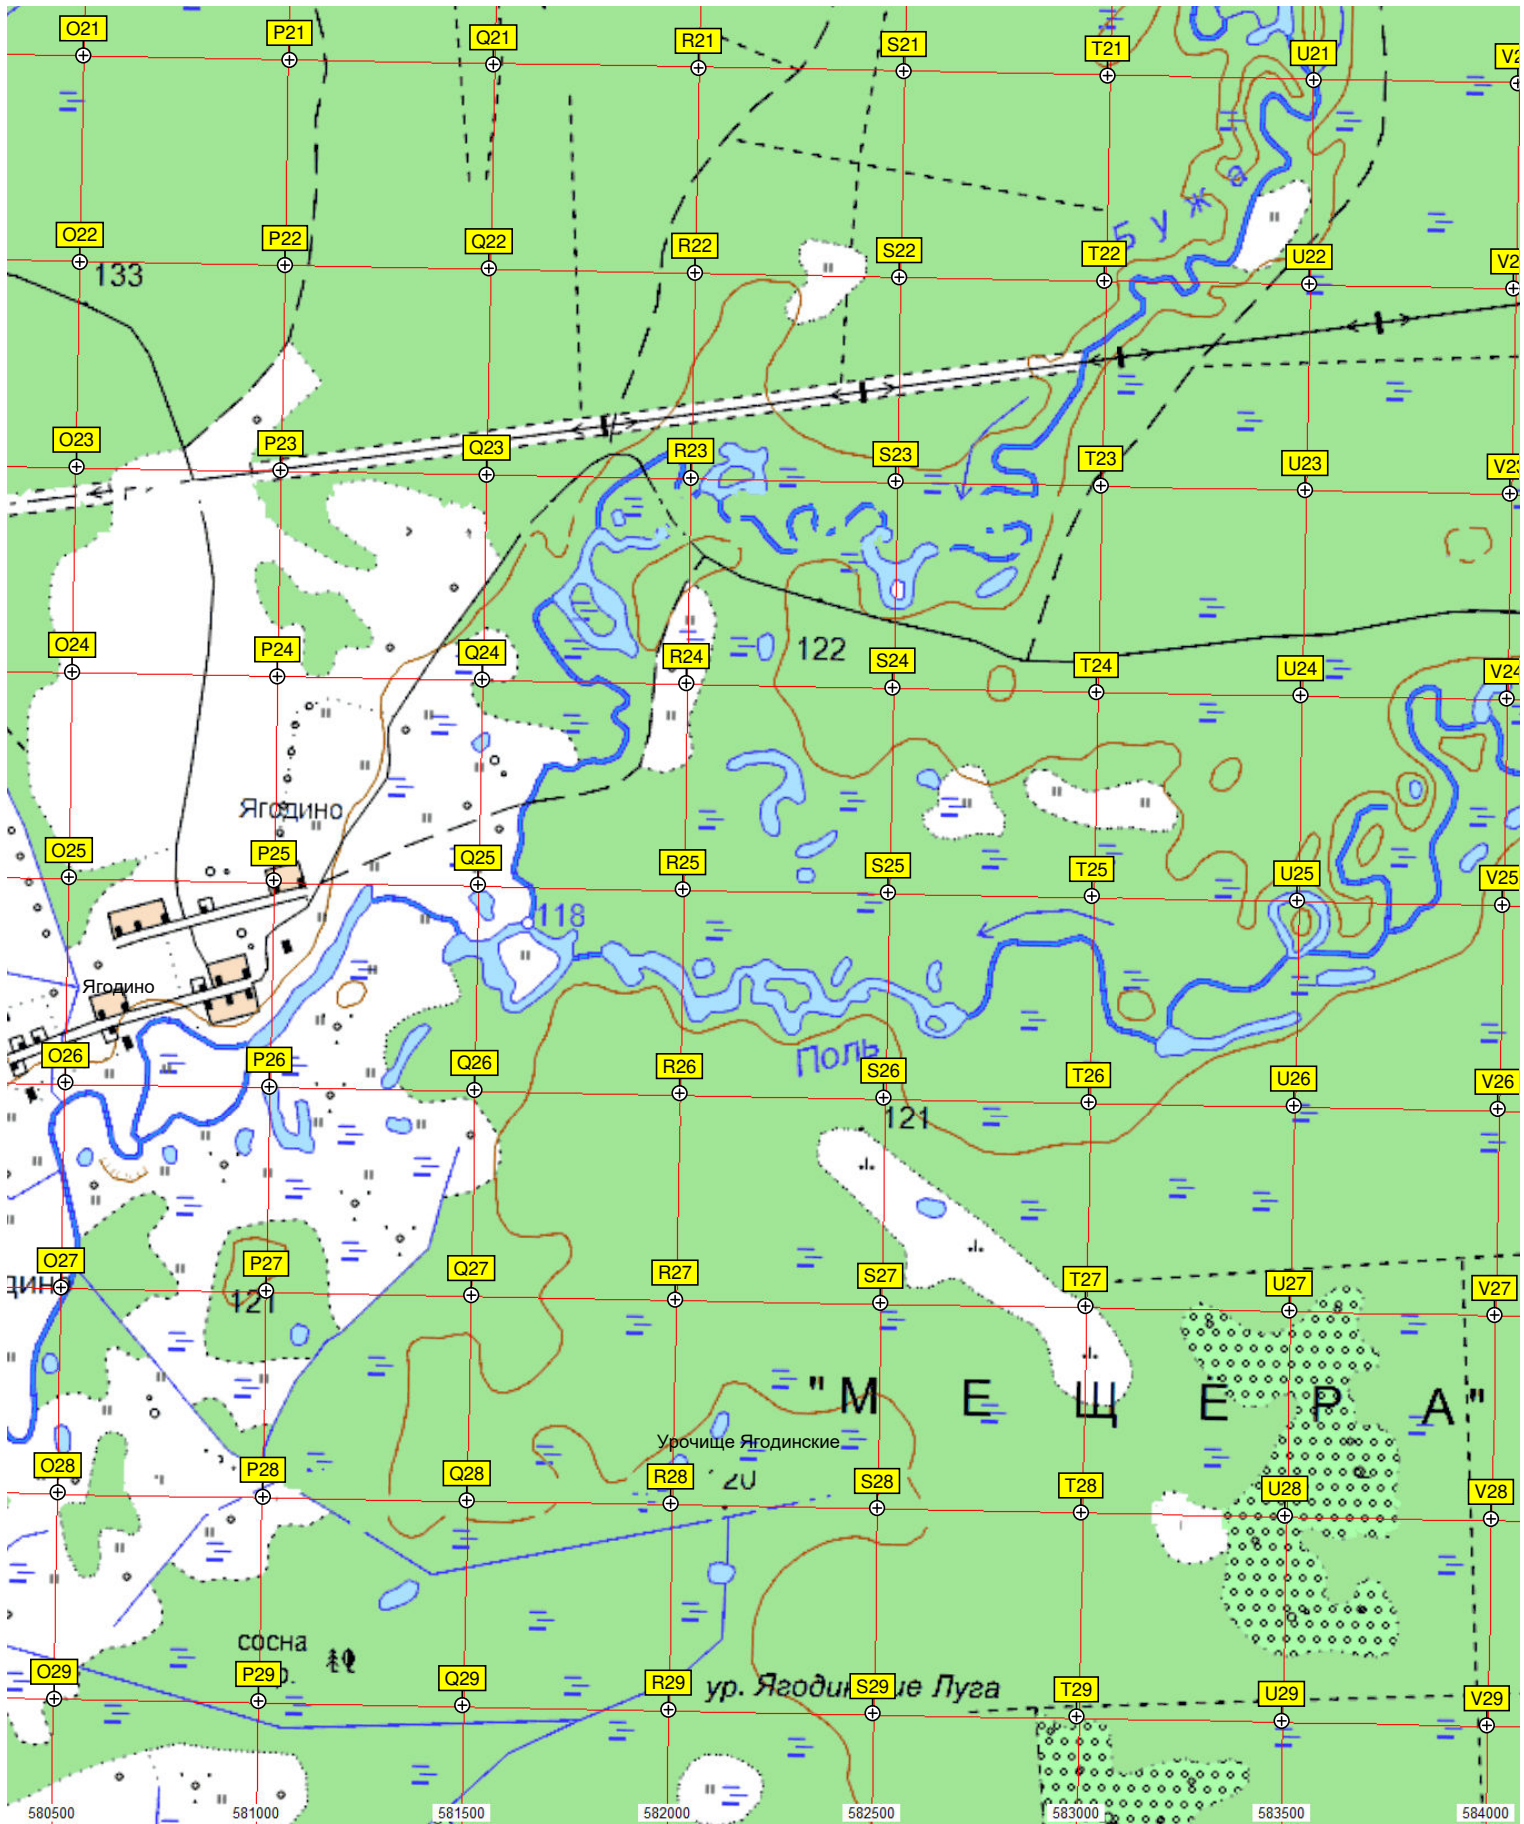 O21 P21 Q21 R21 S21 T21 U21
Бужа
O22 P22 Q22 R22 S22 T22 U22
133
O23 P23 Q23 R23 S23 T23 U23 V23
122
O24 P24 Q24 R24 S24 T24 U24 V24
Ягодино
O25 P25 Q25 R25 S25 T25 U25 V25
118
Ягодино
Поль
O26 P26 Q26 R26 S26 T26 U26 V26
121
O27 P27 Q27 R27 S27 T27 U27 V27
121
"МЕЩЁРА"
Урочище Ягодинские
O28 P28 Q28 R28 S28 T28 U28 V28
сосна
O29 P29 Q29 R29 S29 T29 U29 V29
ур. Луга
580500 581000 581500 582000 582500 583000 583500 584000